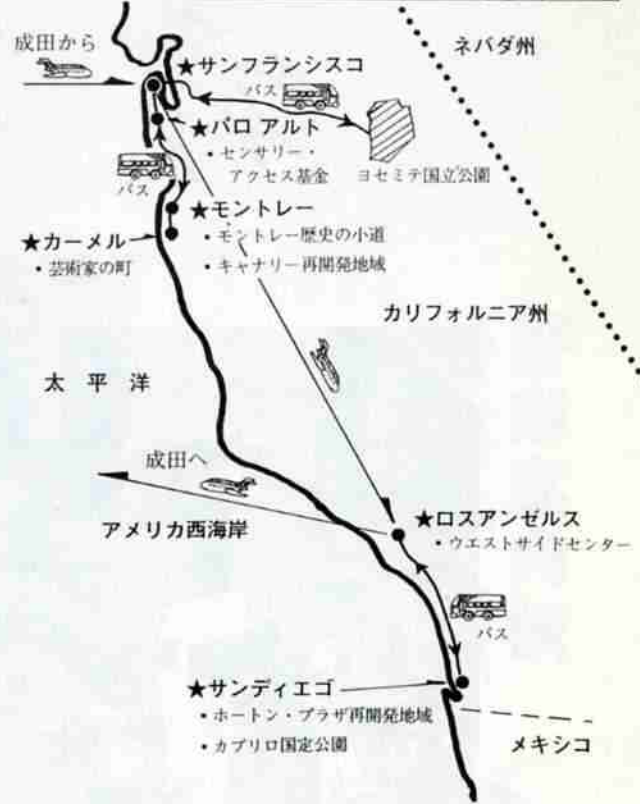 成田から
ネバダ州
★サンフランシスコ
バス
★パロ アルト
・センサリー・
アクセス基金
ヨセミテ国立公園
バス
★モントレー
・モントレー歴史の小道
・キャナリー再開発地域
★カーメル
・芸術家の町
カリフォルニア州
太平洋
成田へ
アメリカ西海岸
★ロスアンゼルス
・ウエストサイドセンター
バス
★サンディエゴ
・ホートン・プラザ再開発地域
・カブリロ国定公園
メキシコ